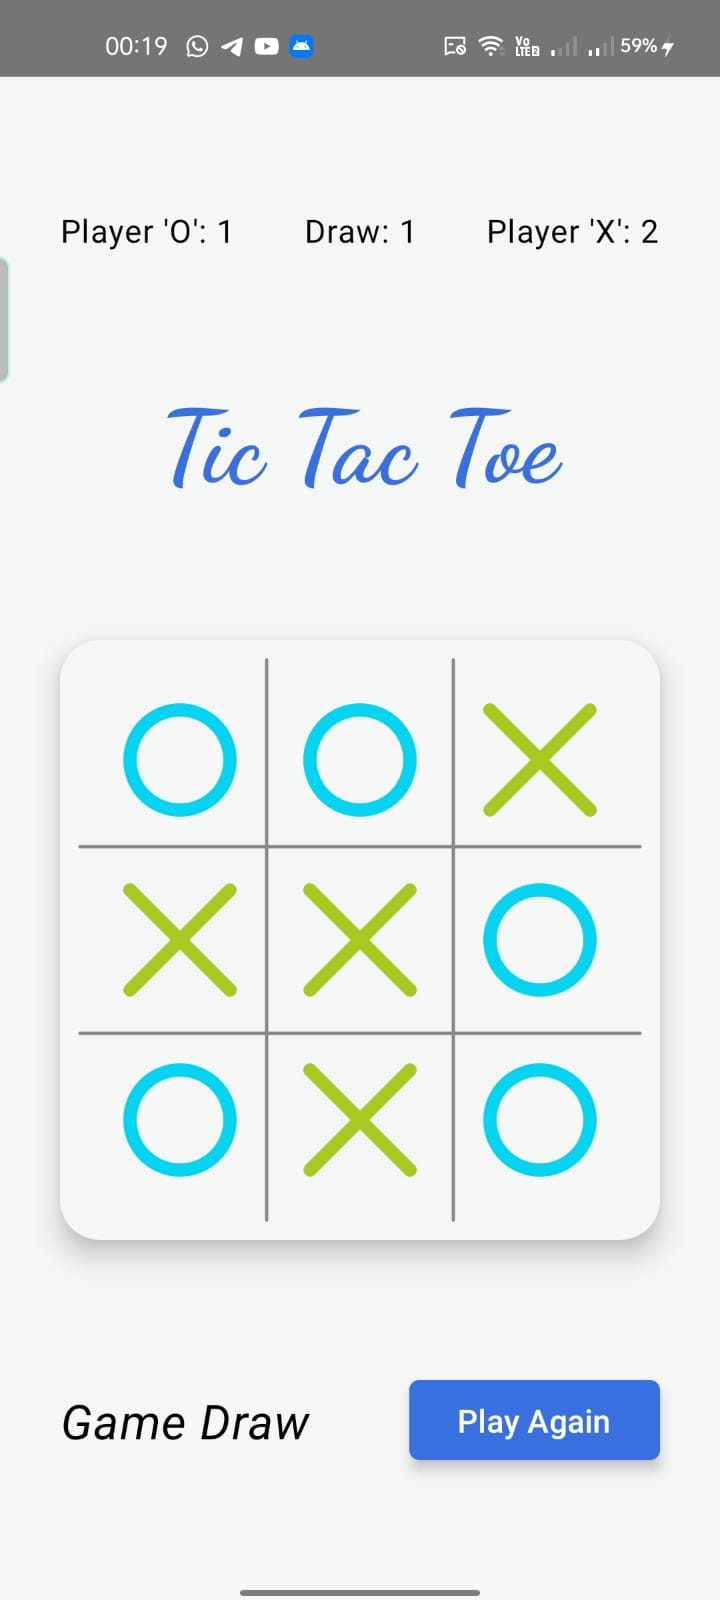 00:19 Vo LTE2 59%
Player 'O': 1 Draw: 1 Player 'X': 2
Tic Tac Toe
O O X
X X O
O X O
Game Draw Play Again